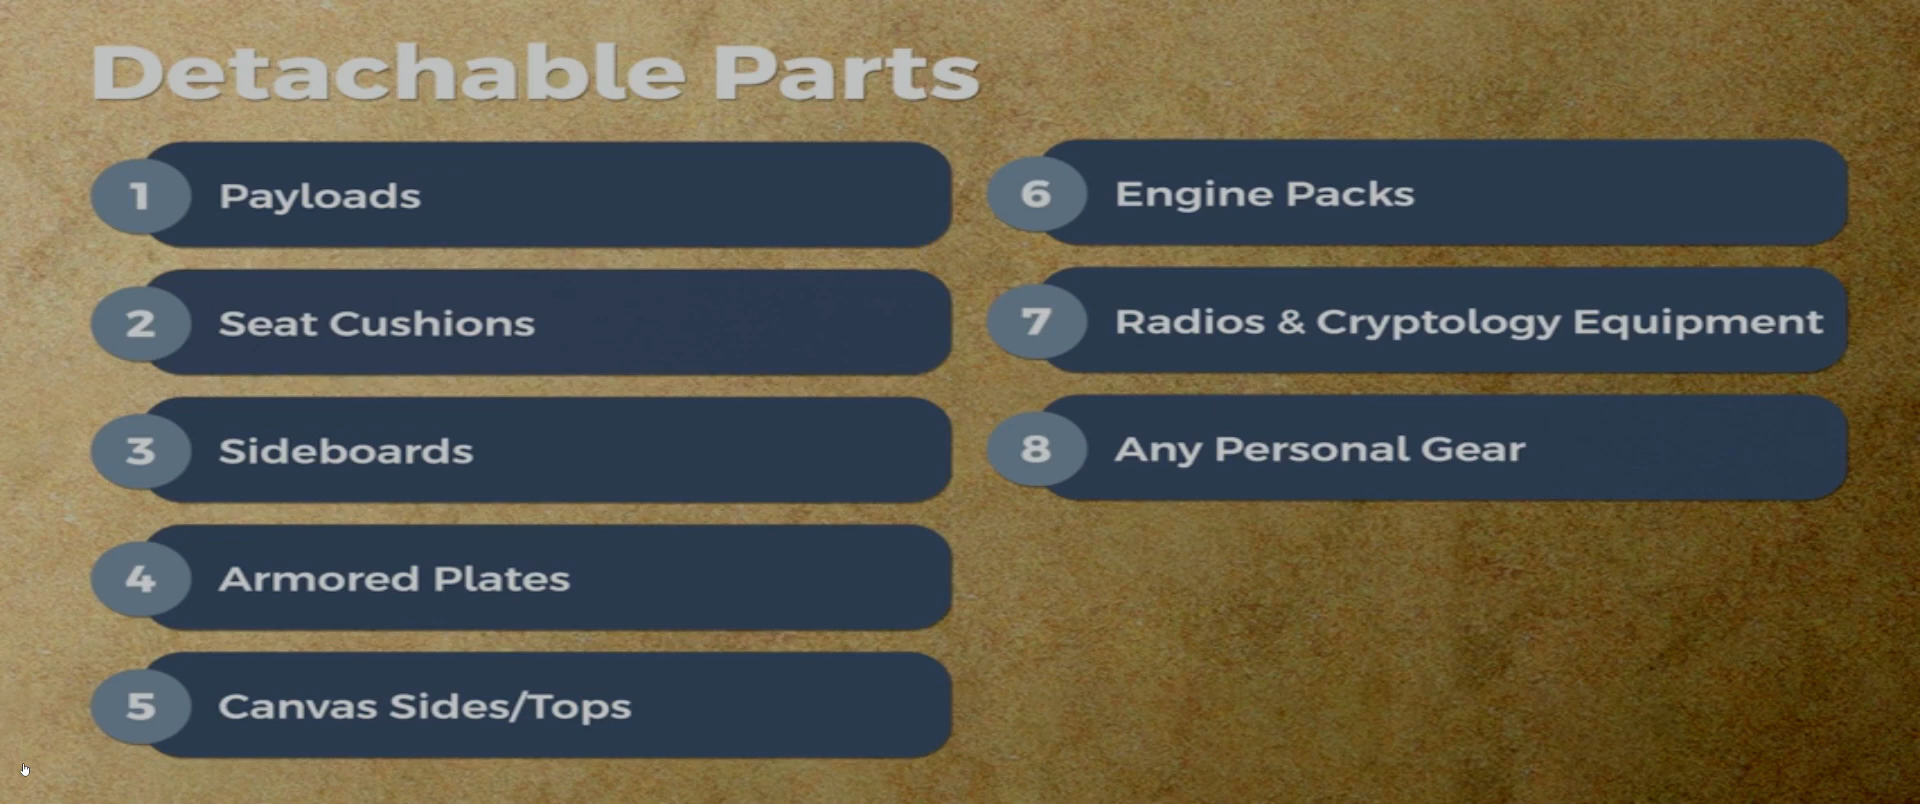 Detachable Parts
1 Payloads
2 Seat Cushions
3 Sideboards
4 Armored Plates
5 Canvas Sides/Tops
6 Engine Packs
7 Radios & Cryptology Equipment
8 Any Personal Gear